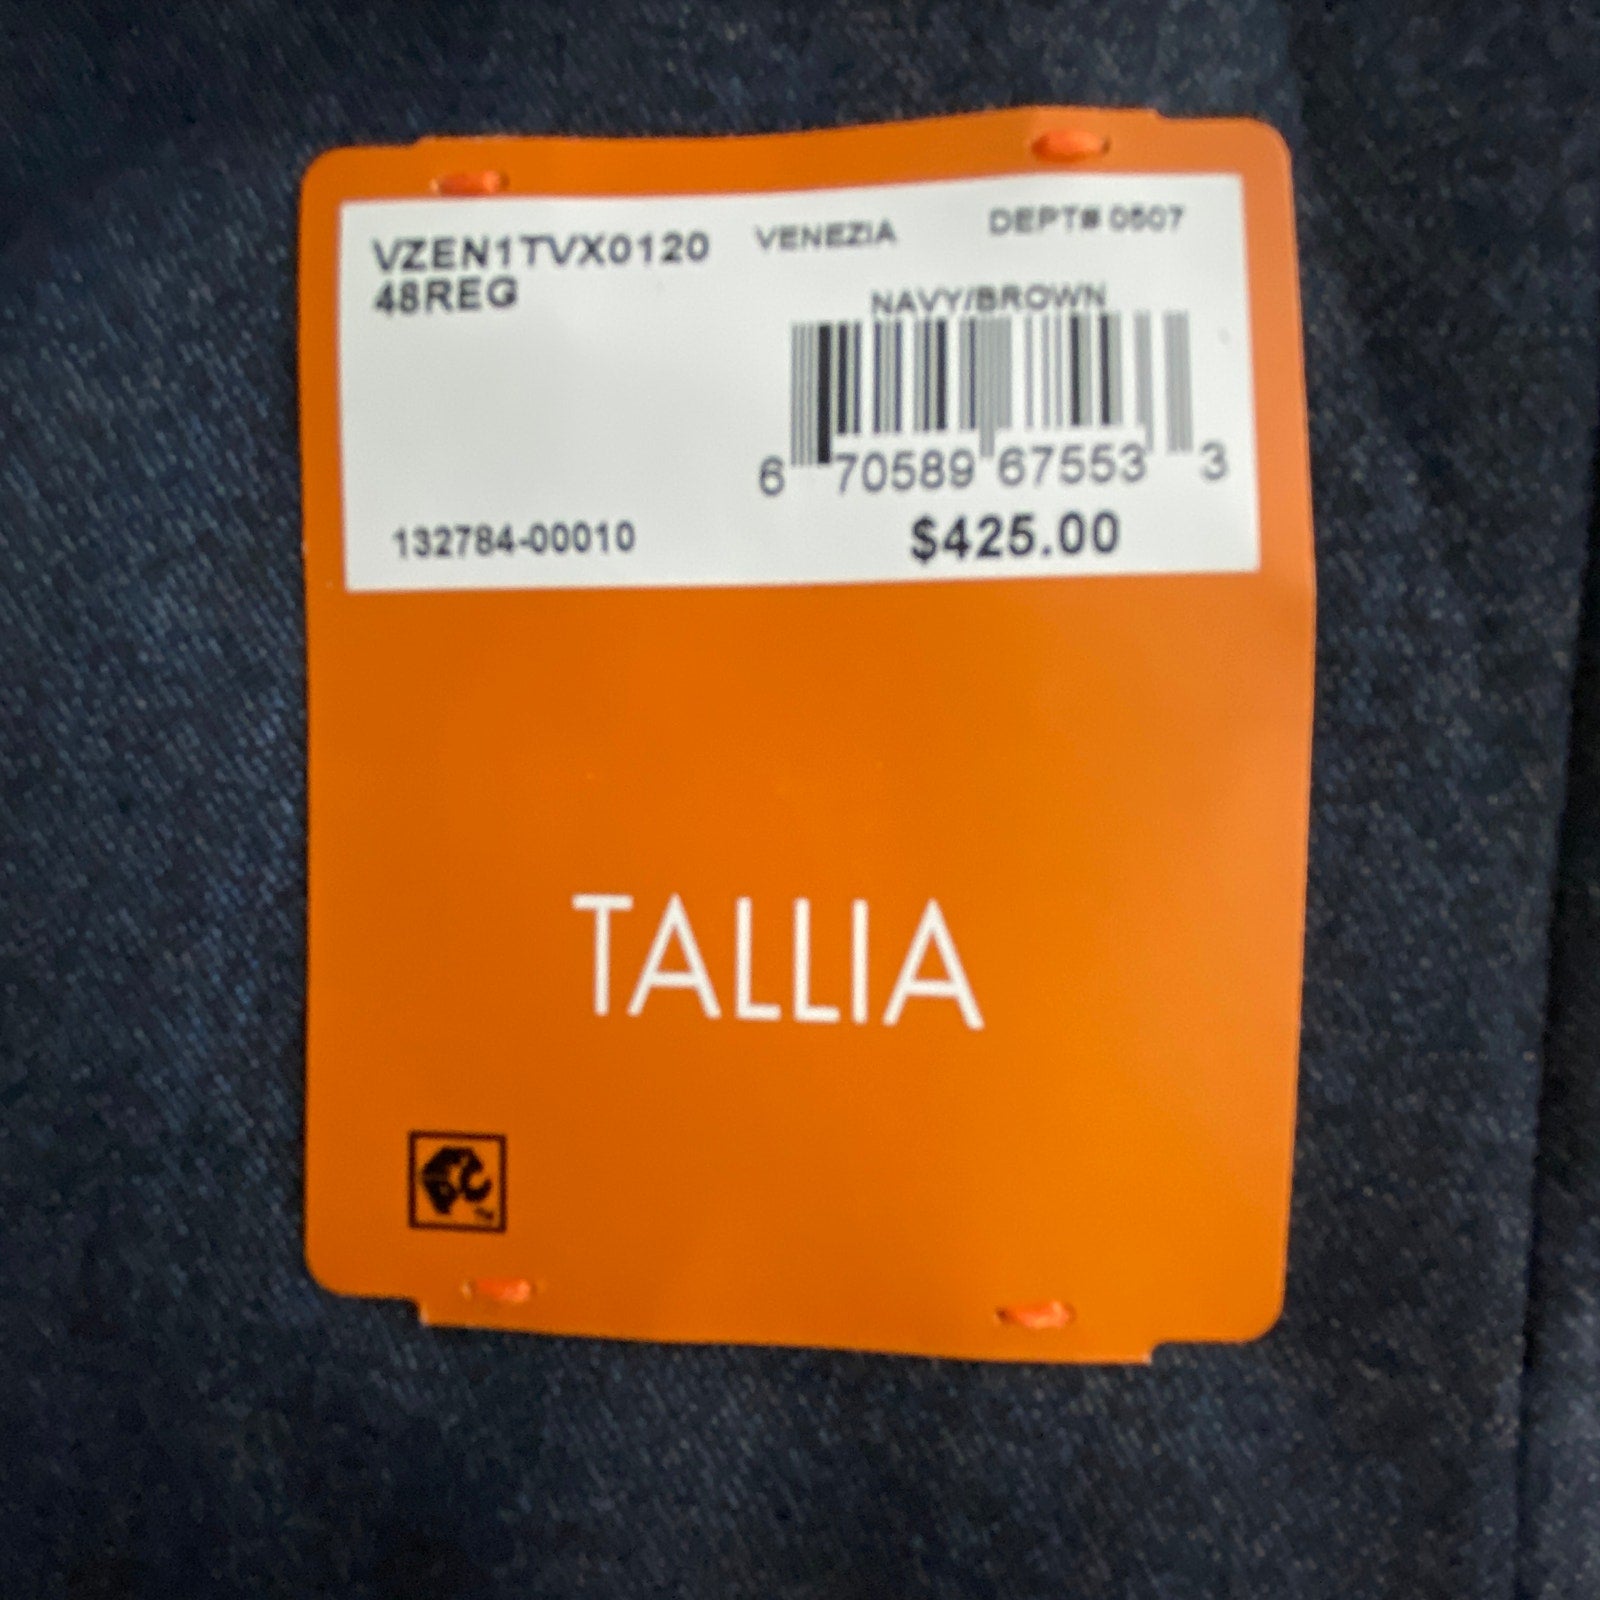 VZEN1TVX0120 VENEZIA DEPT# 0507
48REG
NAVY/BROWN
6 70589 67553 3
132784-00010 $425.00
TALLIA